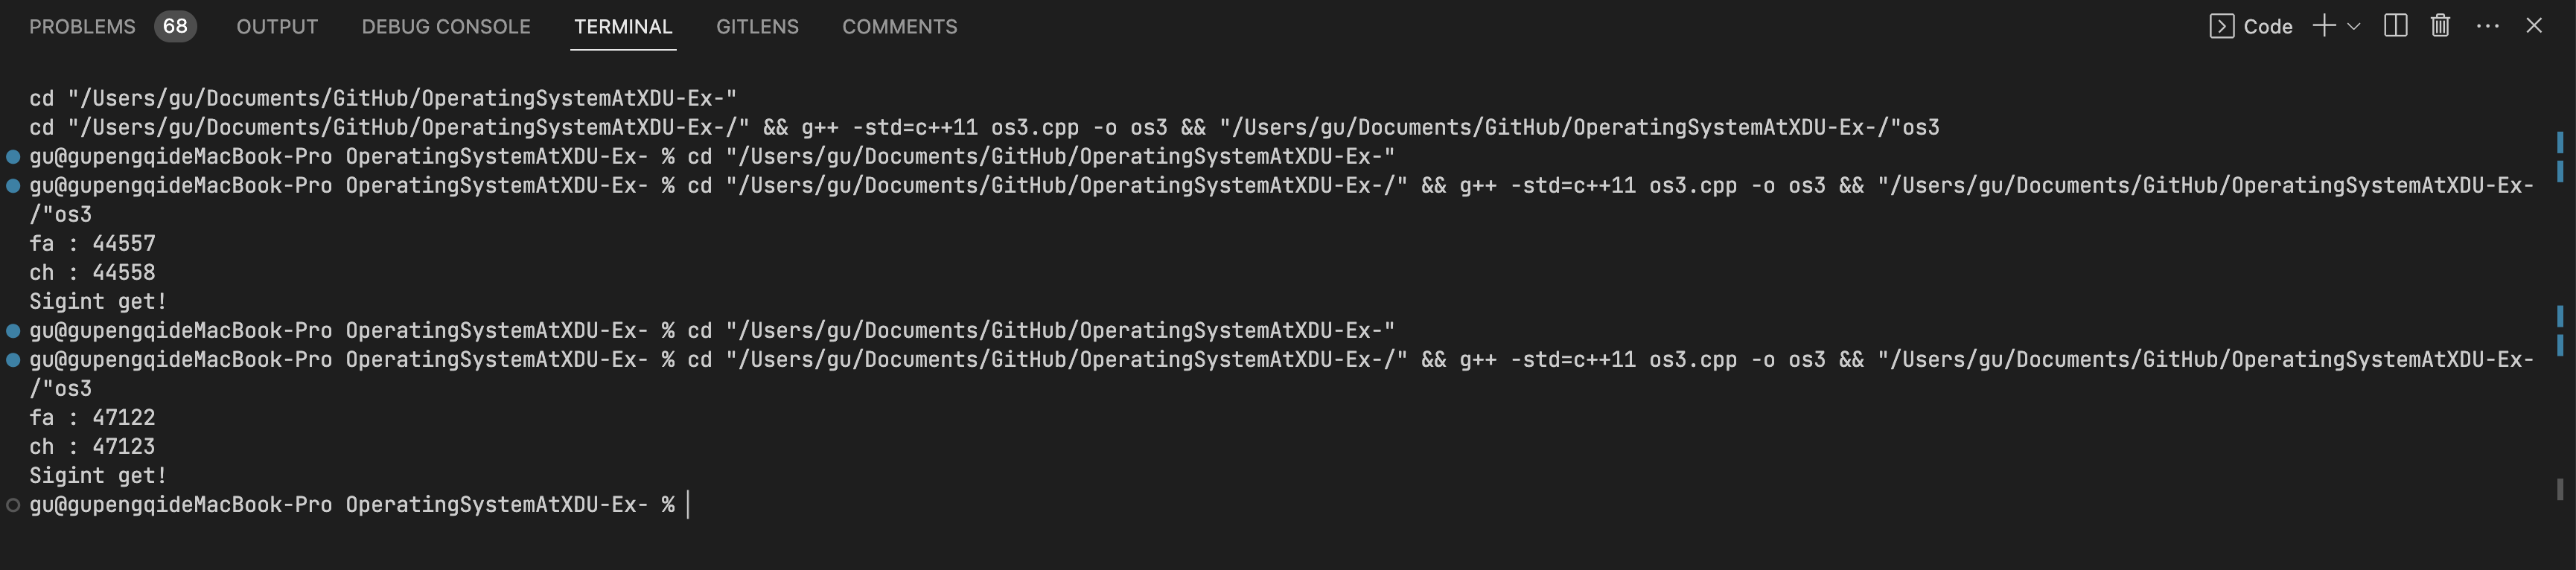 PROBLEMS 68 OUTPUT DEBUG CONSOLE TERMINAL GITLENS COMMENTS Code
cd "/Users/gu/Documents/GitHub/OperatingSystemAtXDU-Ex-"
cd "/Users/gu/Documents/GitHub/OperatingSystemAtXDU-Ex-/" && g++ -std=c++11 os3.cpp -o os3 && "/Users/gu/Documents/GitHub/OperatingSystemAtXDU-Ex-/"os3
gu@gupengqideMacBook-Pro OperatingSystemAtXDU-Ex- % cd "/Users/gu/Documents/GitHub/OperatingSystemAtXDU-Ex-"
gu@gupengqideMacBook-Pro OperatingSystemAtXDU-Ex- % cd "/Users/gu/Documents/GitHub/OperatingSystemAtXDU-Ex-/" && g++ -std=c++11 os3.cpp -o os3 && "/Users/gu/Documents/GitHub/OperatingSystemAtXDU-Ex-
/"os3
fa : 44557
ch : 44558
Sigint get!
gu@gupengqideMacBook-Pro OperatingSystemAtXDU-Ex- % cd "/Users/gu/Documents/GitHub/OperatingSystemAtXDU-Ex-"
gu@gupengqideMacBook-Pro OperatingSystemAtXDU-Ex- % cd "/Users/gu/Documents/GitHub/OperatingSystemAtXDU-Ex-/" && g++ -std=c++11 os3.cpp -o os3 && "/Users/gu/Documents/GitHub/OperatingSystemAtXDU-Ex-
/"os3
fa : 47122
ch : 47123
Sigint get!
gu@gupengqideMacBook-Pro OperatingSystemAtXDU-Ex- %